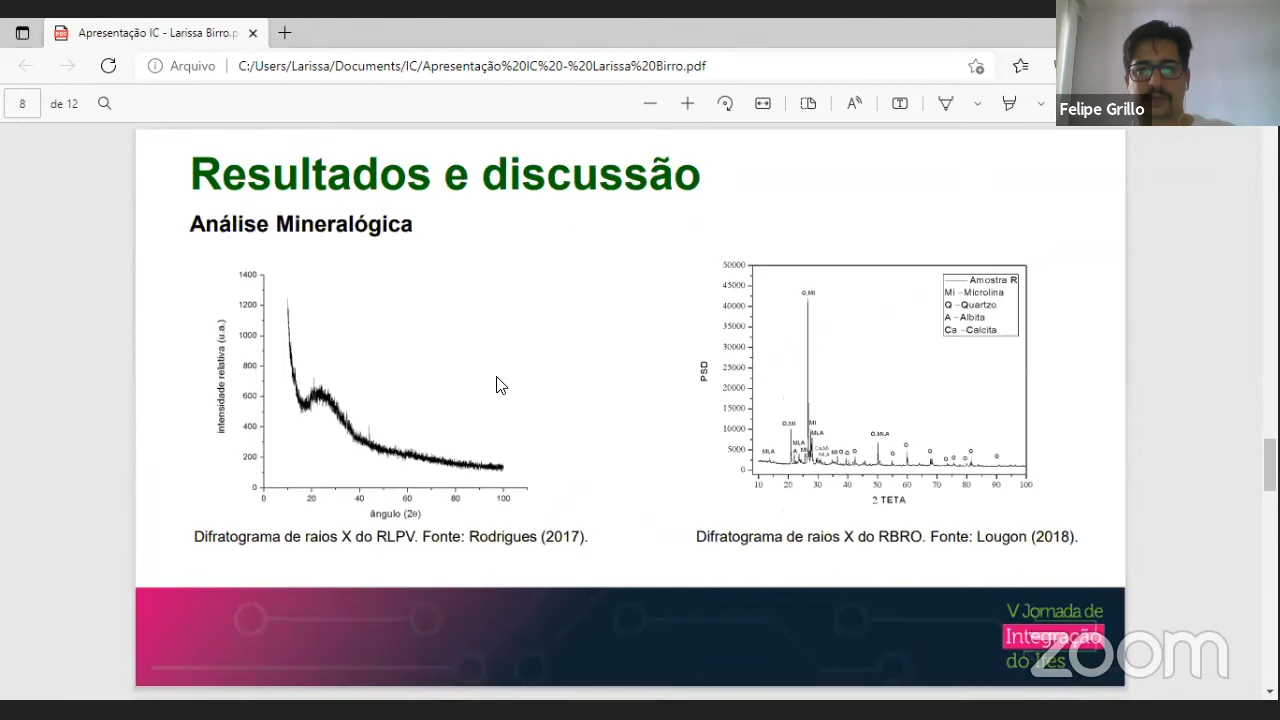 Apresentação IC - Larissa Birro.p
Arquivo
C:/Users/Larissa/Documents/IC/Apresentação%20IC%20-%20Larissa%20Birro.pdf
8 de 12
Felipe Grillo
Resultados e discussão
Análise Mineralógica
1400
1200
1000
800
600
400
200
0
intensidade relativa (u.a.)
0 20 40 60 80 100
ângulo (2θ)
Difratograma de raios X do RLPV. Fonte: Rodrigues (2017).
50000
45000
40000
35000
30000
25000
20000
15000
10000
5000
0
PSD
Amostra R
Mi -Microlina
Q -Quartzo
A -Albita
Ca -Calcita
10 20 30 40 50 60 70 80 90 100
2 TETA
Difratograma de raios X do RBRO. Fonte: Lougon (2018).
V Jornada de
Integração
do Ifes
zoom